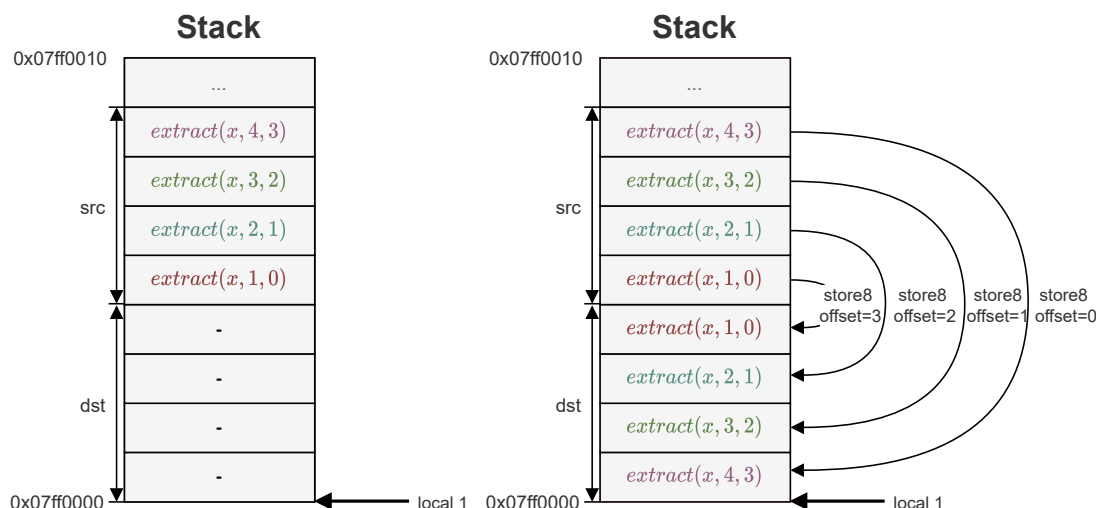 Stack
0x07ff0010
...
extract(x, 4, 3)
extract(x, 3, 2)
src
extract(x, 2, 1)
extract(x, 1, 0)
-
-
dst
-
-
0x07ff0000
local 1
Stack
0x07ff0010
...
extract(x, 4, 3)
extract(x, 3, 2)
src
extract(x, 2, 1)
extract(x, 1, 0)
store8
offset=3
store8
offset=2
store8
offset=1
store8
offset=0
extract(x, 1, 0)
extract(x, 2, 1)
dst
extract(x, 3, 2)
extract(x, 4, 3)
0x07ff0000
local 1